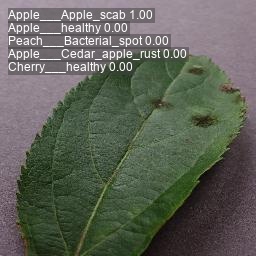 Apple___Apple_scab 1.00
Apple___healthy 0.00
Peach___Bacterial_spot 0.00
Apple___Cedar_apple_rust 0.00
Cherry___healthy 0.00